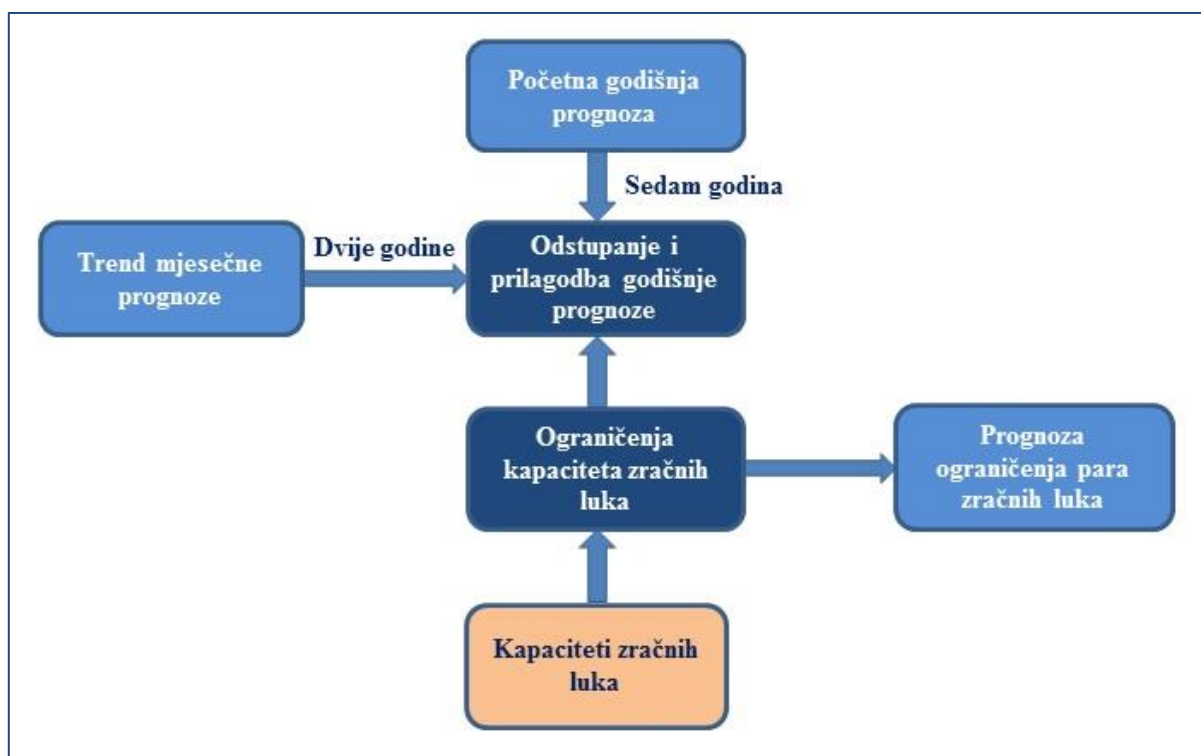 Početna godišnja
prognoza
Sedam godina
Trend mjesečne
prognoze
Dvije godine
Odstupanje i
prilagodba godišnje
prognoze
Ograničenja
kapaciteta zračnih
luka
Prognoza
ograničenja para
zračnih luka
Kapaciteti zračnih
luka